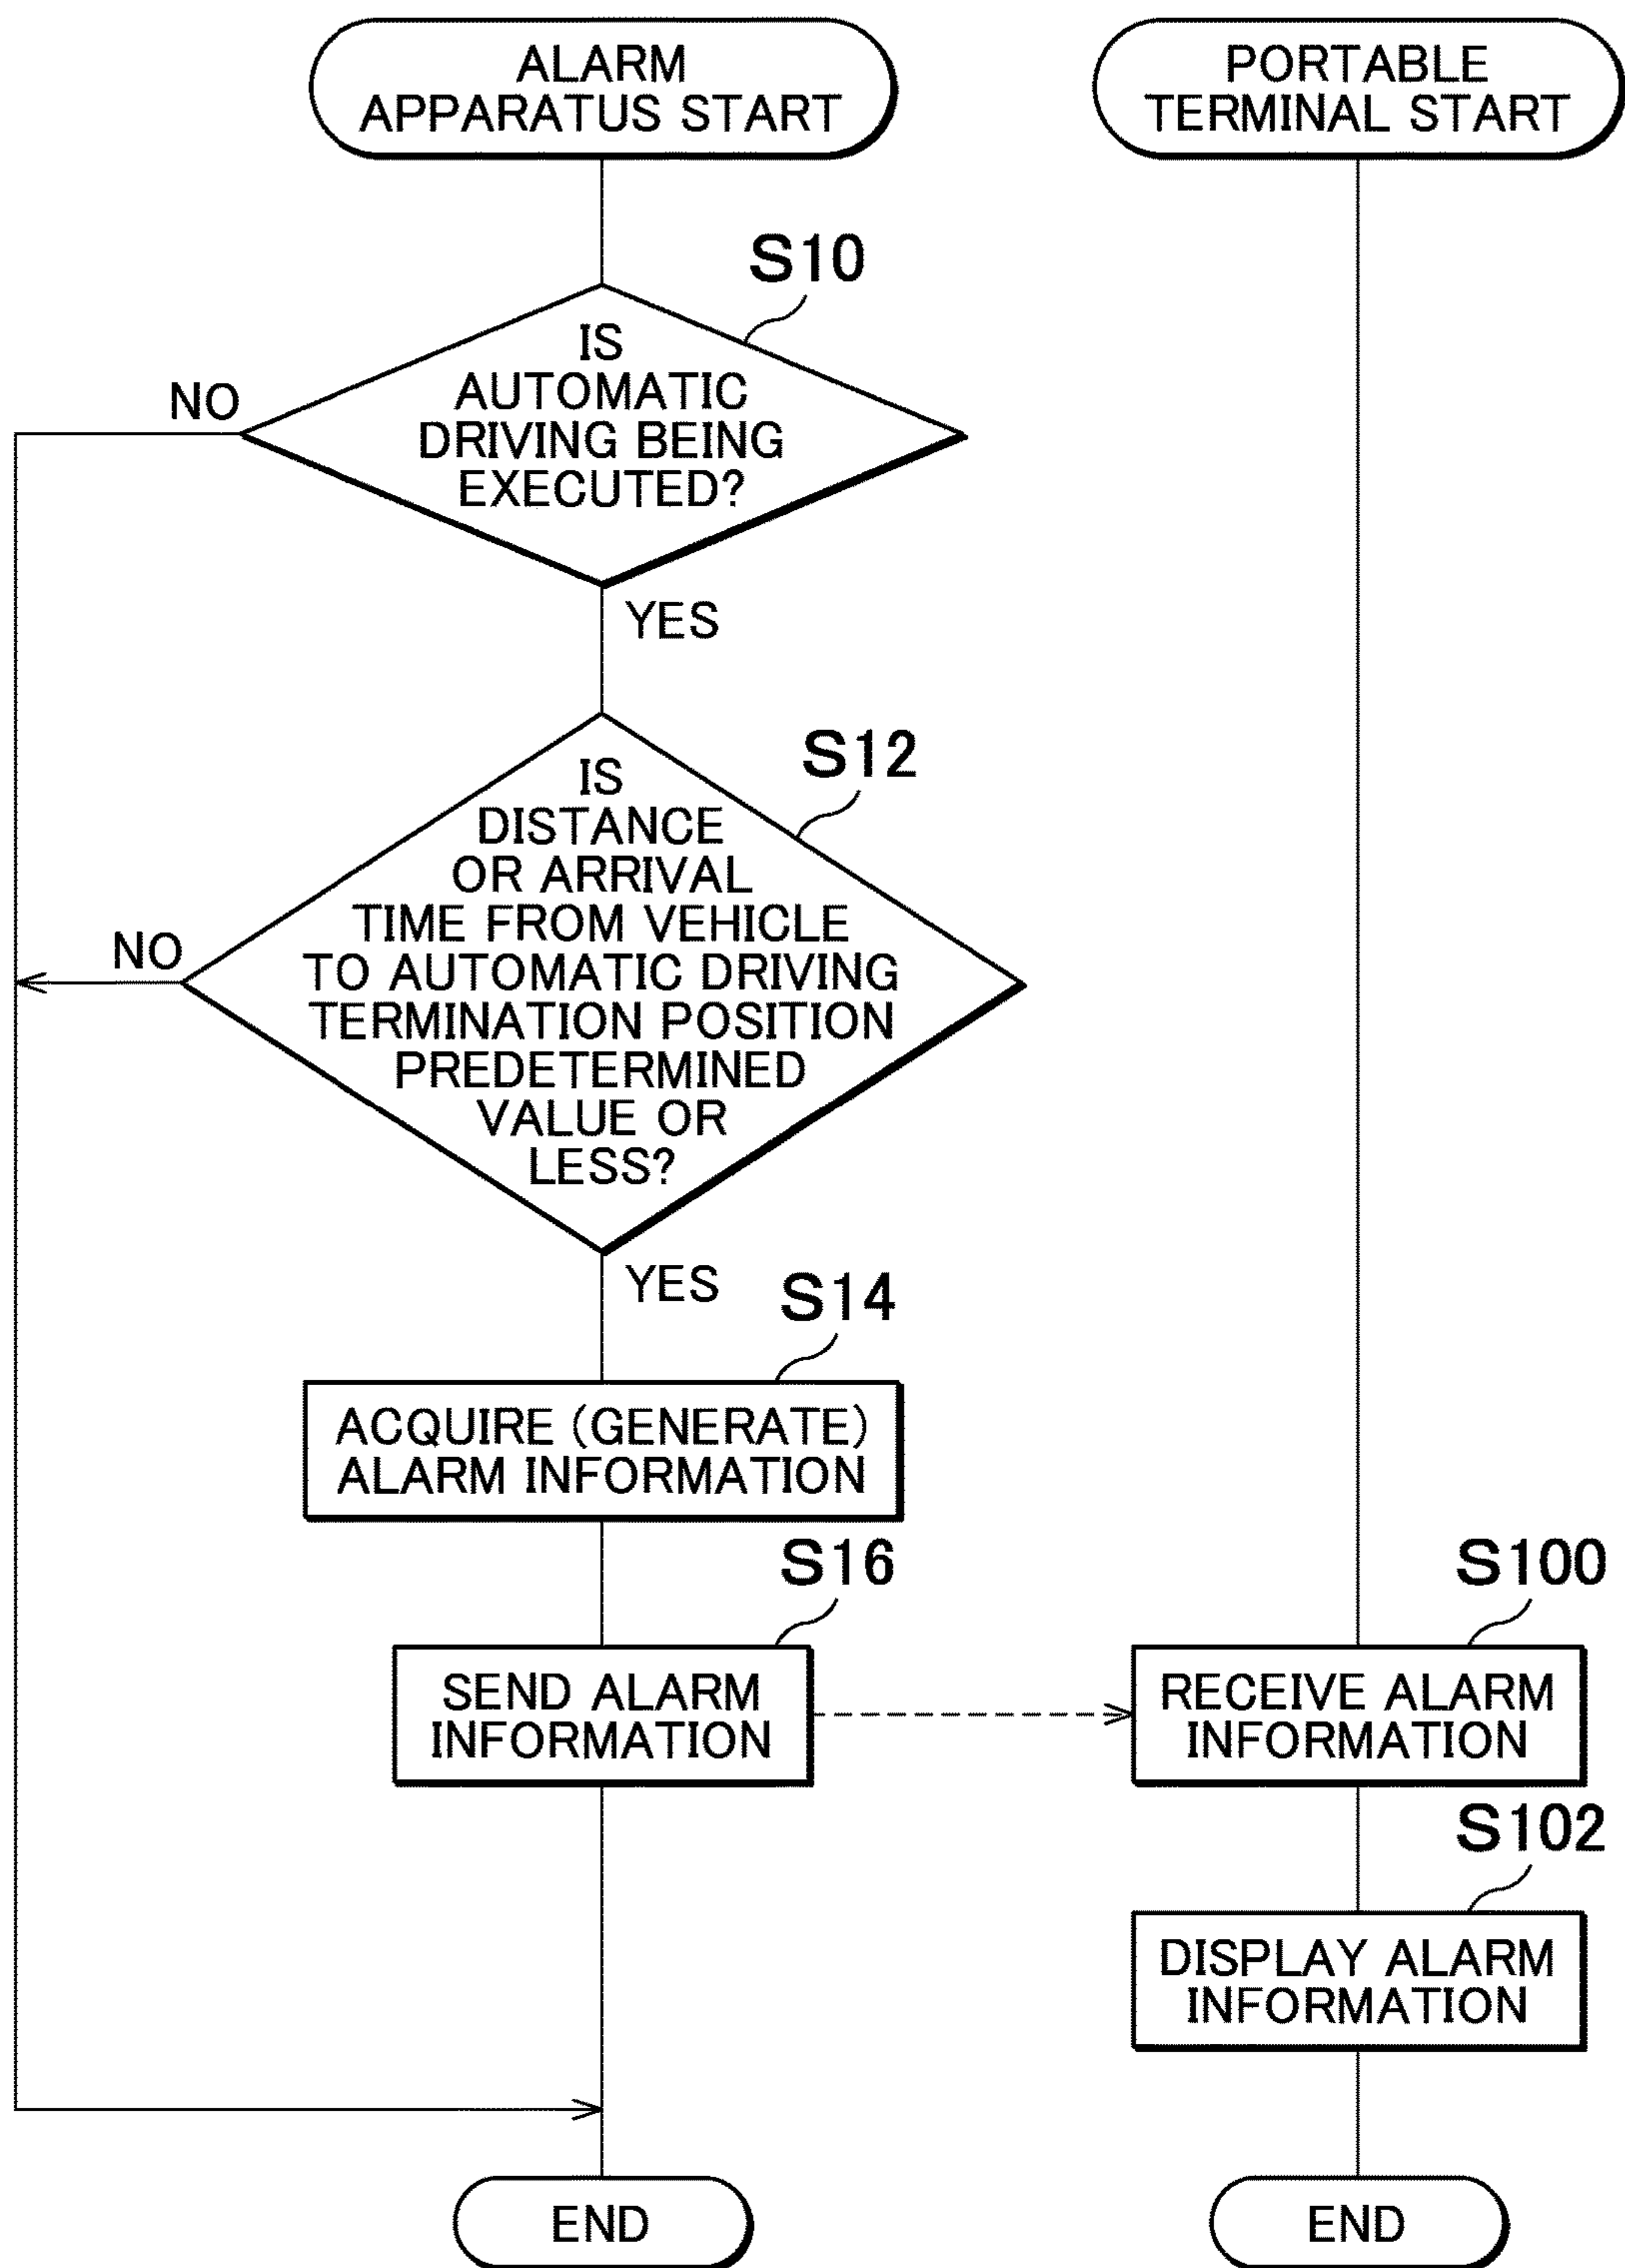 ALARM
APPARATUS START
PORTABLE
TERMINAL START
S10
IS
AUTOMATIC
DRIVING BEING
EXECUTED?
NO
YES
S12
IS
DISTANCE
OR ARRIVAL
TIME FROM VEHICLE
TO AUTOMATIC DRIVING
TERMINATION POSITION
PREDETERMINED
VALUE OR
LESS?
NO
YES
S14
ACQUIRE (GENERATE)
ALARM INFORMATION
S16
SEND ALARM
INFORMATION
S100
RECEIVE ALARM
INFORMATION
S102
DISPLAY ALARM
INFORMATION
END
END